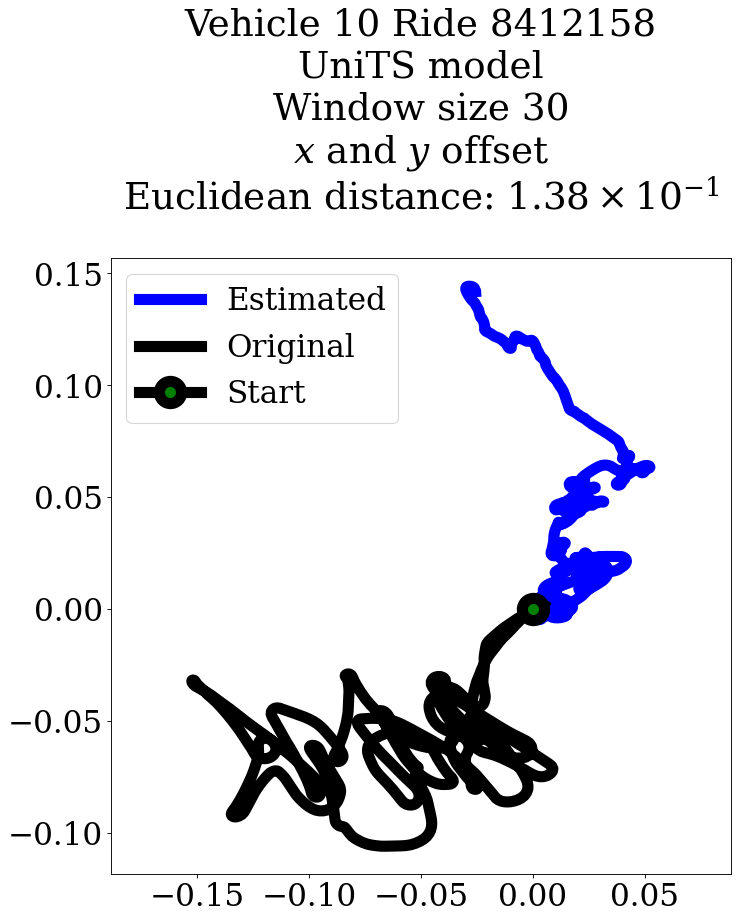 Vehicle 10 Ride 8412158
UniTS model
Window size 30
x and y offset
Euclidean distance: 1.38 × 10⁻¹
Estimated
Original
Start
0.15
0.10
0.05
0.00
−0.05
−0.10
−0.15 −0.10 −0.05 0.00 0.05